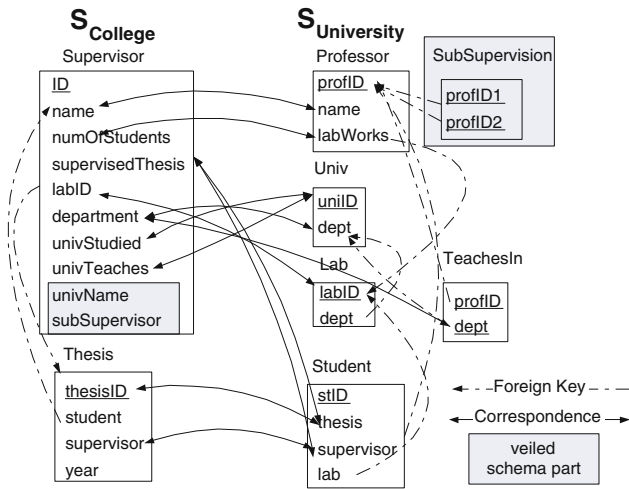 S College
S University
Supervisor
ID
name
numOfStudents
supervisedThesis
labID
department
univStudied
univTeaches
univName
subSupervisor
Thesis
thesisID
student
supervisor
year
Professor
profID
name
labWorks
SubSupervision
profID1
profID2
Univ
uniID
dept
Lab
labID
dept
TeachesIn
profID
dept
Student
stID
thesis
supervisor
lab
Foreign Key
Correspondence
veiled
schema part